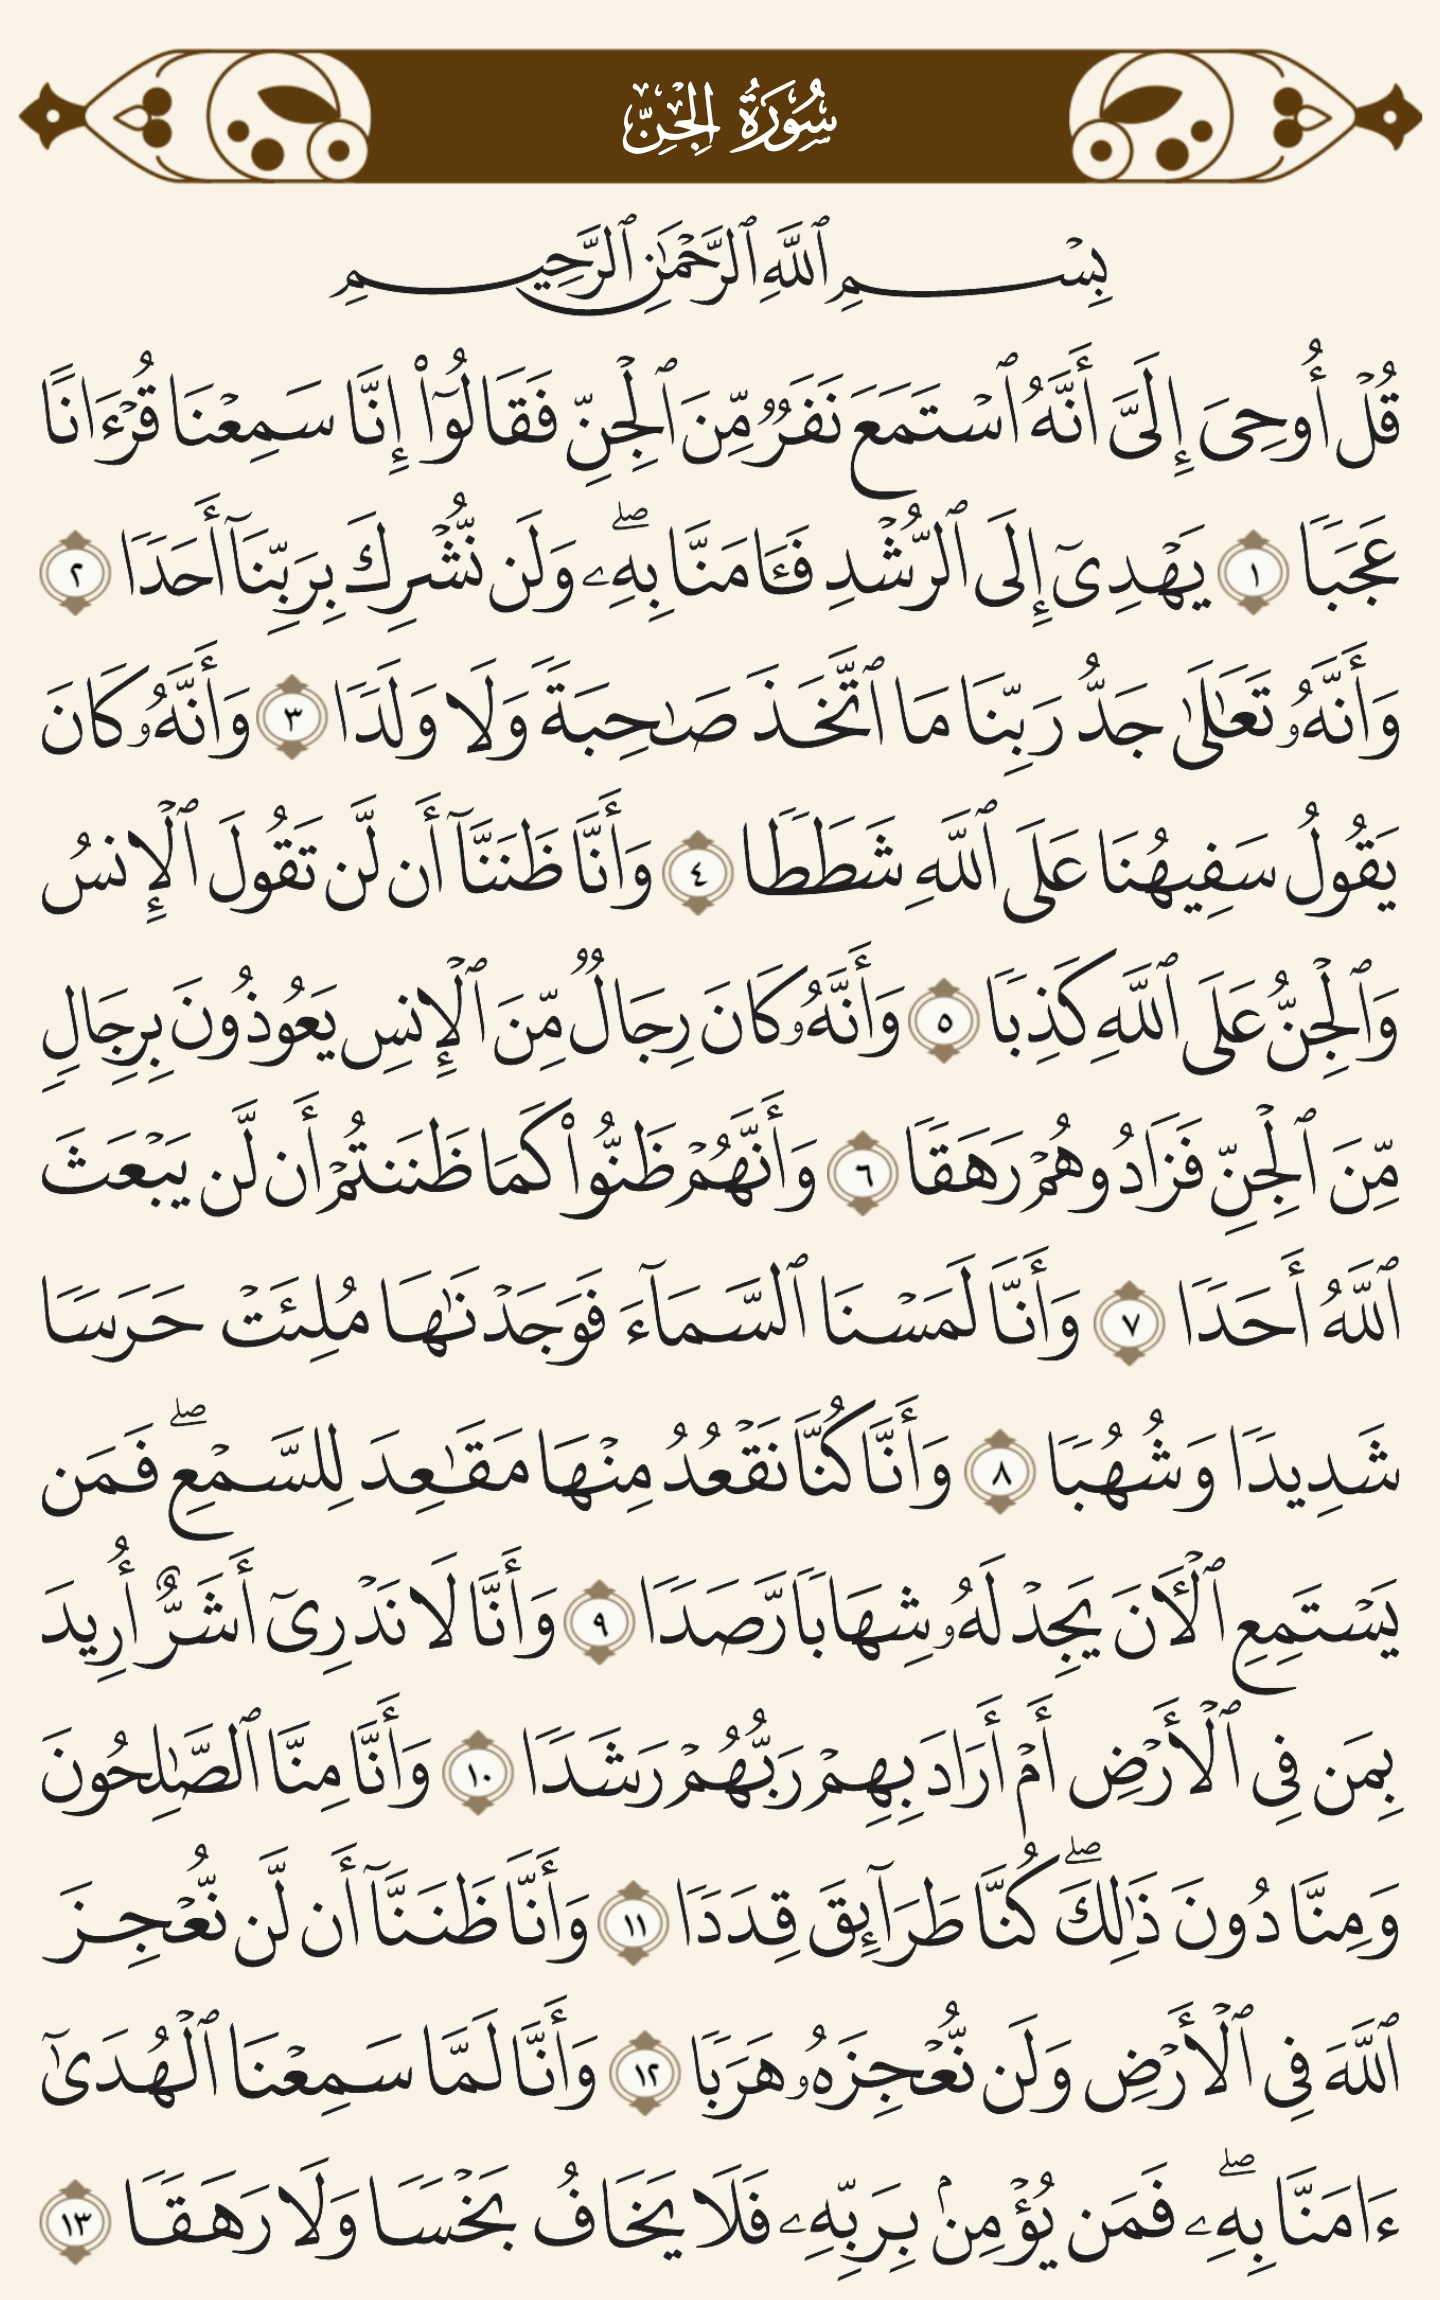 سُورَةُ الجِنّ
بِسۡمِ ٱللَّهِ ٱلرَّحۡمَٰنِ ٱلرَّحِيمِ
قُلۡ أُوحِيَ إِلَيَّ أَنَّهُ ٱسۡتَمَعَ نَفَرٞ مِّنَ ٱلۡجِنِّ فَقَالُوٓاْ إِنَّا سَمِعۡنَا قُرۡءَانًا
عَجَبٗا ١ يَهۡدِيٓ إِلَى ٱلرُّشۡدِ فَـَٔامَنَّا بِهِۦۖ وَلَن نُّشۡرِكَ بِرَبِّنَآ أَحَدٗا ٢
وَأَنَّهُۥ تَعَٰلَىٰ جَدُّ رَبِّنَا مَا ٱتَّخَذَ صَٰحِبَةٗ وَلَا وَلَدٗا ٣ وَأَنَّهُۥ كَانَ
يَقُولُ سَفِيهُنَا عَلَى ٱللَّهِ شَطَطٗا ٤ وَأَنَّا ظَنَنَّآ أَن لَّن تَقُولَ ٱلۡإِنسُ
وَٱلۡجِنُّ عَلَى ٱللَّهِ كَذِبٗا ٥ وَأَنَّهُۥ كَانَ رِجَالٞ مِّنَ ٱلۡإِنسِ يَعُوذُونَ بِرِجَالٖ
مِّنَ ٱلۡجِنِّ فَزَادُوهُمۡ رَهَقٗا ٦ وَأَنَّهُمۡ ظَنُّواْ كَمَا ظَنَنتُمۡ أَن لَّن يَبۡعَثَ
ٱللَّهُ أَحَدٗا ٧ وَأَنَّا لَمَسۡنَا ٱلسَّمَآءَ فَوَجَدۡنَٰهَا مُلِئَتۡ حَرَسٗا
شَدِيدٗا وَشُهُبٗا ٨ وَأَنَّا كُنَّا نَقۡعُدُ مِنۡهَا مَقَٰعِدَ لِلسَّمۡعِۖ فَمَن
يَسۡتَمِعِ ٱلۡأٓنَ يَجِدۡ لَهُۥ شِهَابٗا رَّصَدٗا ٩ وَأَنَّا لَا نَدۡرِيٓ أَشَرٌّ أُرِيدَ
بِمَن فِي ٱلۡأَرۡضِ أَمۡ أَرَادَ بِهِمۡ رَبُّهُمۡ رَشَدٗا ١٠ وَأَنَّا مِنَّا ٱلصَّٰلِحُونَ
وَمِنَّا دُونَ ذَٰلِكَۖ كُنَّا طَرَآئِقَ قِدَدٗا ١١ وَأَنَّا ظَنَنَّآ أَن لَّن نُّعۡجِزَ
ٱللَّهَ فِي ٱلۡأَرۡضِ وَلَن نُّعۡجِزَهُۥ هَرَبٗا ١٢ وَأَنَّا لَمَّا سَمِعۡنَا ٱلۡهُدَىٰٓ
ءَامَنَّا بِهِۦۖ فَمَن يُؤۡمِنۢ بِرَبِّهِۦ فَلَا يَخَافُ بَخۡسٗا وَلَا رَهَقٗا ١٣